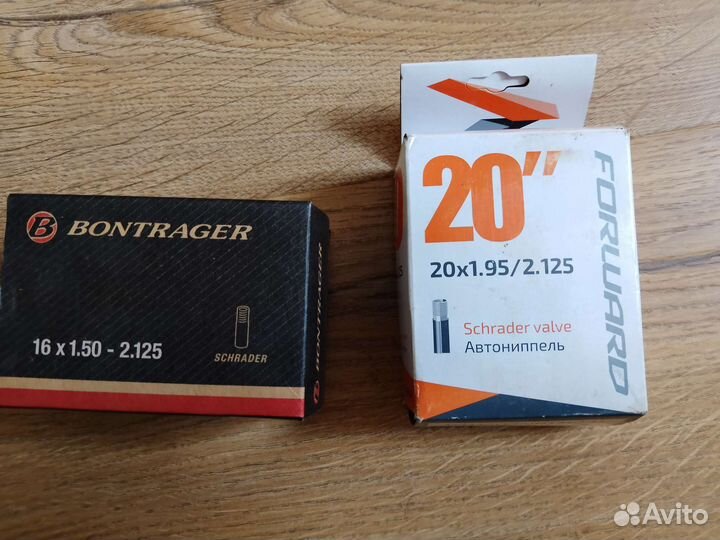 B BONTRAGER
16 x 1.50 - 2.125
SCHRADER
BONTRAGER
20"
20x1.95/2.125
Schrader valve
Автониппель
FORWARD
Avito